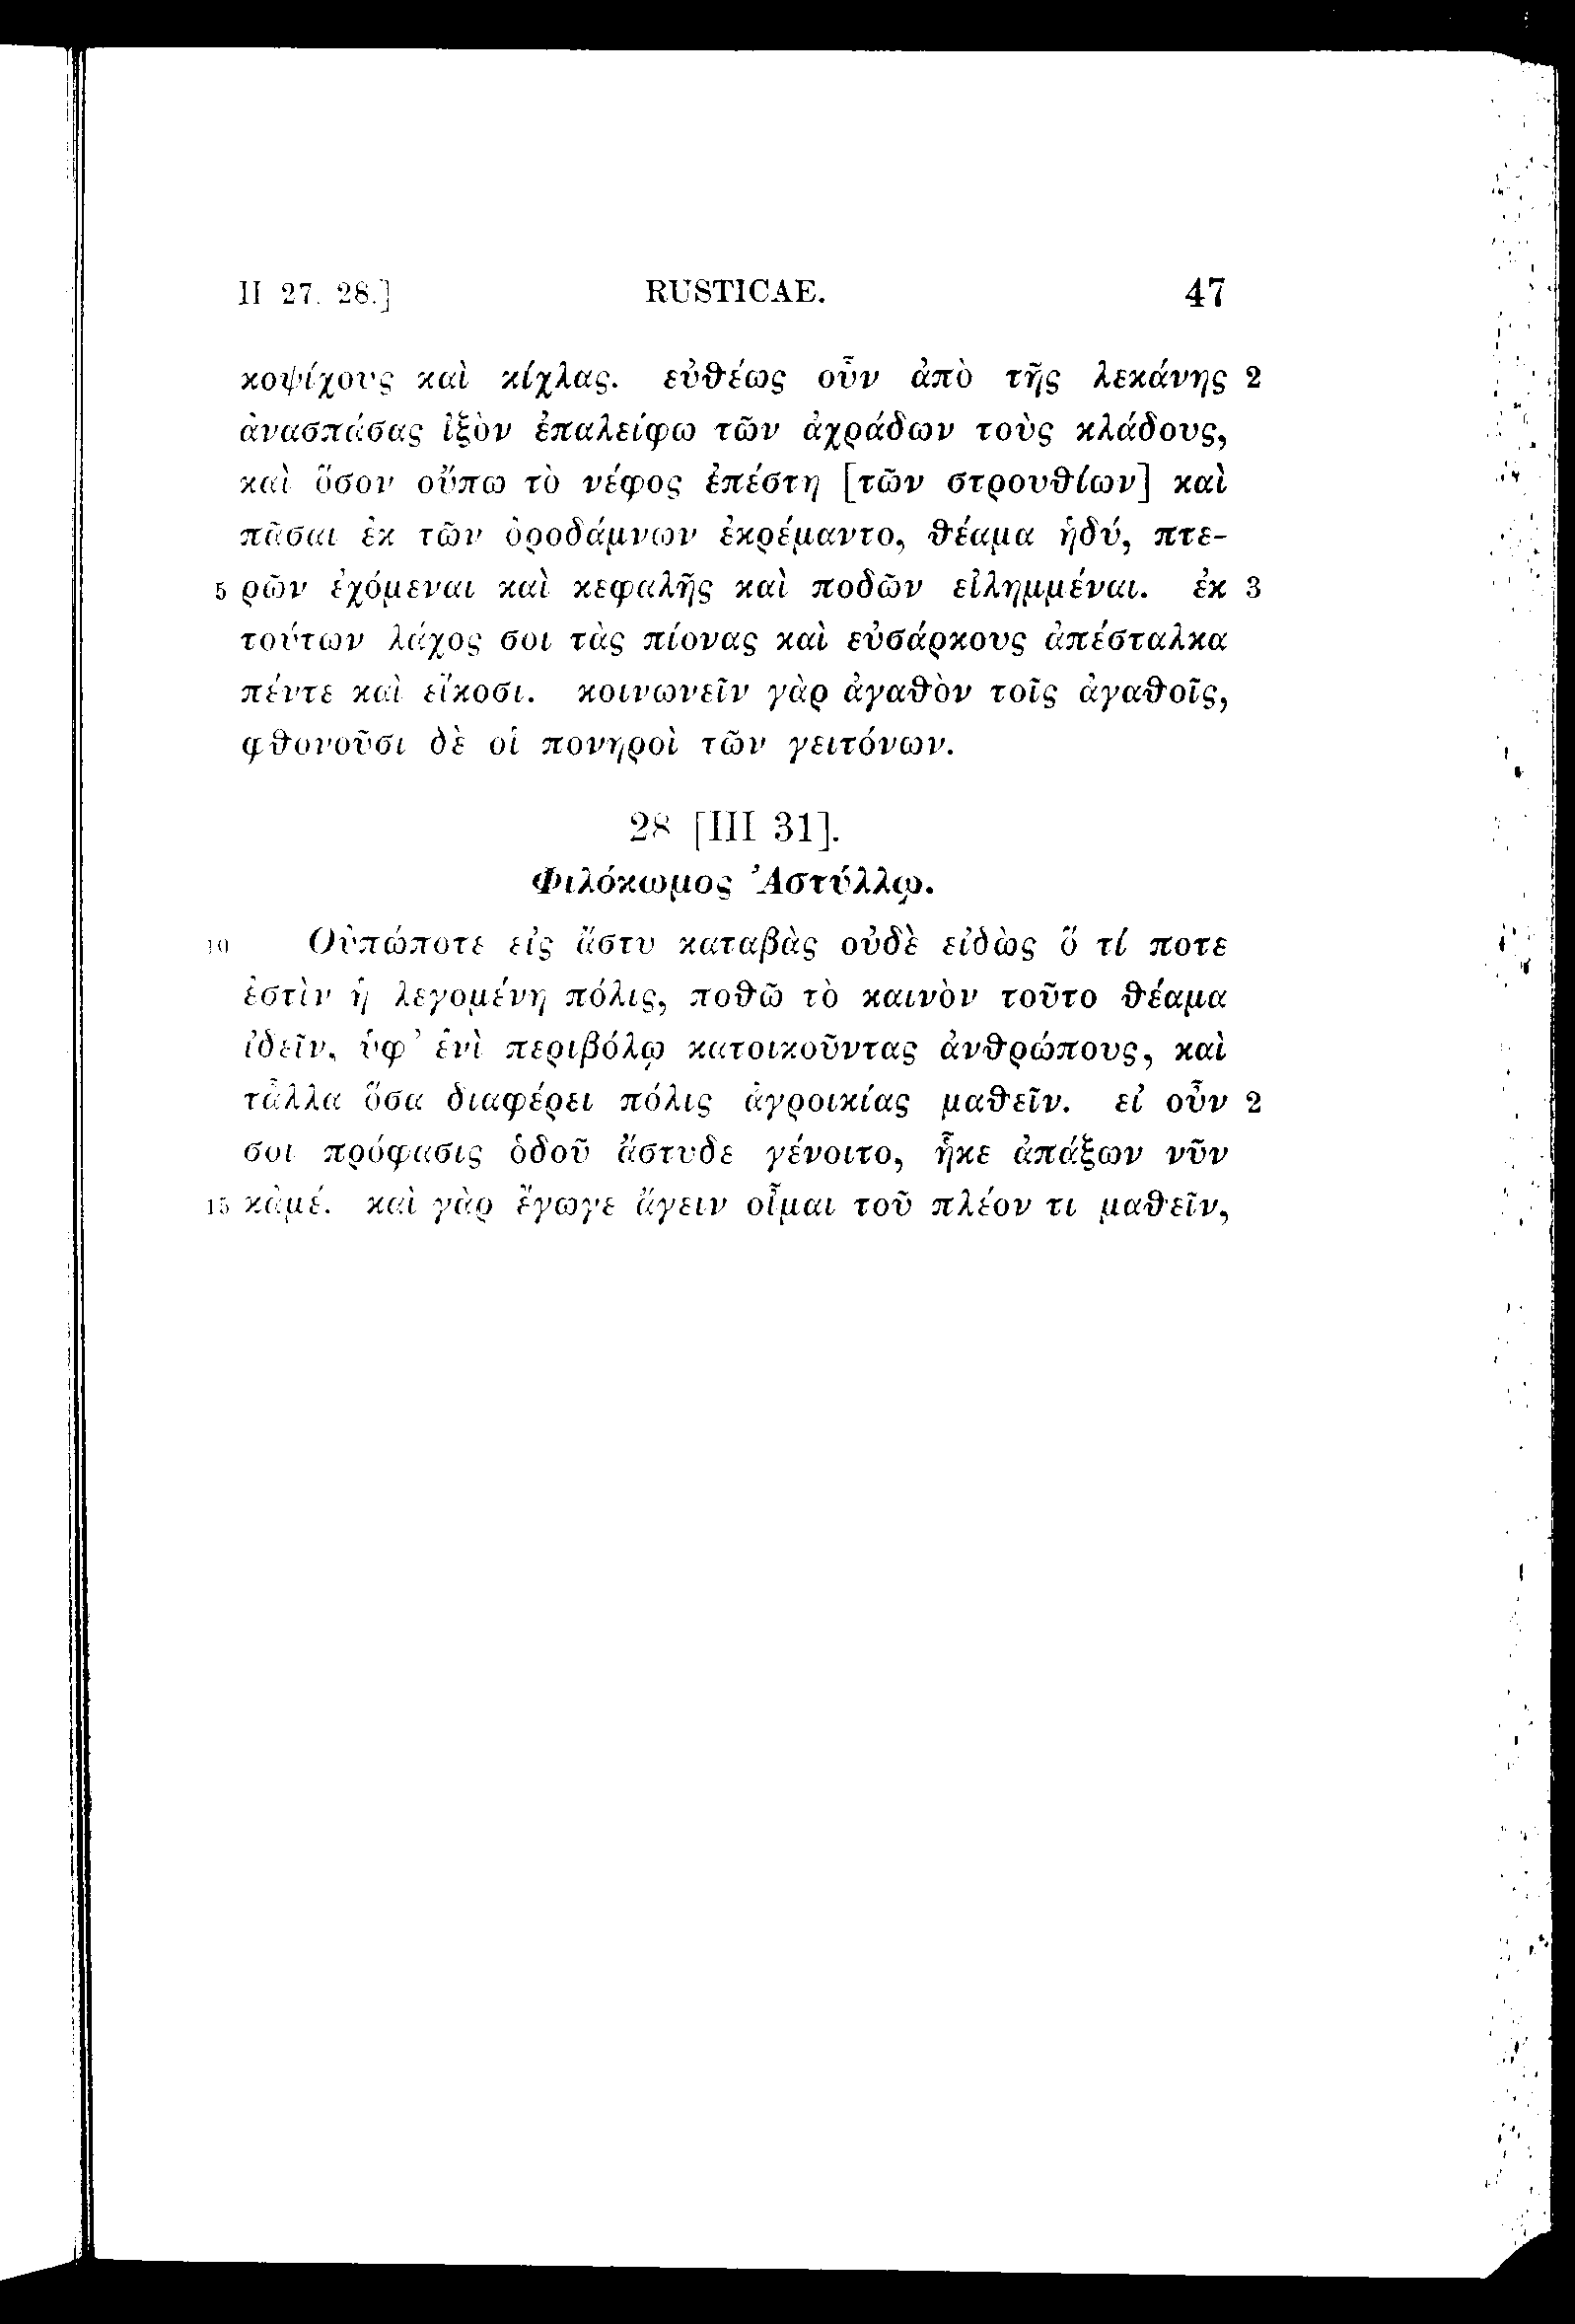 II 27. 28.] RUSTICAE. 47
κοψίχους καὶ κίχλας. εὐθέως οὖν ἀπὸ τῆς λεκάνης 2
ἀνασπάσας ἰξὸν ἐπαλείφω τῶν ἀχράδων τοὺς κλάδους,
καὶ ὅσον οὔπω τὸ νέφος ἐπέστη [τῶν στρουθίων] καὶ
πᾶσαι ἐκ τῶν ὀροδάμνων ἐκρέμαντο, θέαμα ἡδύ, πτε-
5 ρῶν ἐχόμεναι καὶ κεφαλῆς καὶ ποδῶν εἰλημμέναι. ἐκ 3
τούτων λάχος σοι τὰς πίονας καὶ εὐσάρκους ἀπέσταλκα
πέντε καὶ εἴκοσι. κοινωνεῖν γὰρ ἀγαθὸν τοῖς ἀγαθοῖς,
φθονοῦσι δὲ οἱ πονηροὶ τῶν γειτόνων.
28 [III 31].
Φιλόκωμος Ἀστύλλῳ.
10 Οὐπώποτε εἰς ἄστυ καταβὰς οὐδὲ εἰδὼς ὅ τί ποτε
ἐστὶν ἡ λεγομένη πόλις, ποθῶ τὸ καινὸν τοῦτο θέαμα
ἰδεῖν, ὑφ' ἑνὶ περιβόλῳ κατοικοῦντας ἀνθρώπους, καὶ
τἆλλα ὅσα διαφέρει πόλις ἀγροικίας μαθεῖν. εἰ οὖν 2
σοι πρόφασις ὁδοῦ ἄστυδε γένοιτο, ἧκε ἀπάξων νῦν
15 κἀμέ. καὶ γὰρ ἔγωγε ἄγειν οἶμαι τοῦ πλέον τι μαθεῖν,